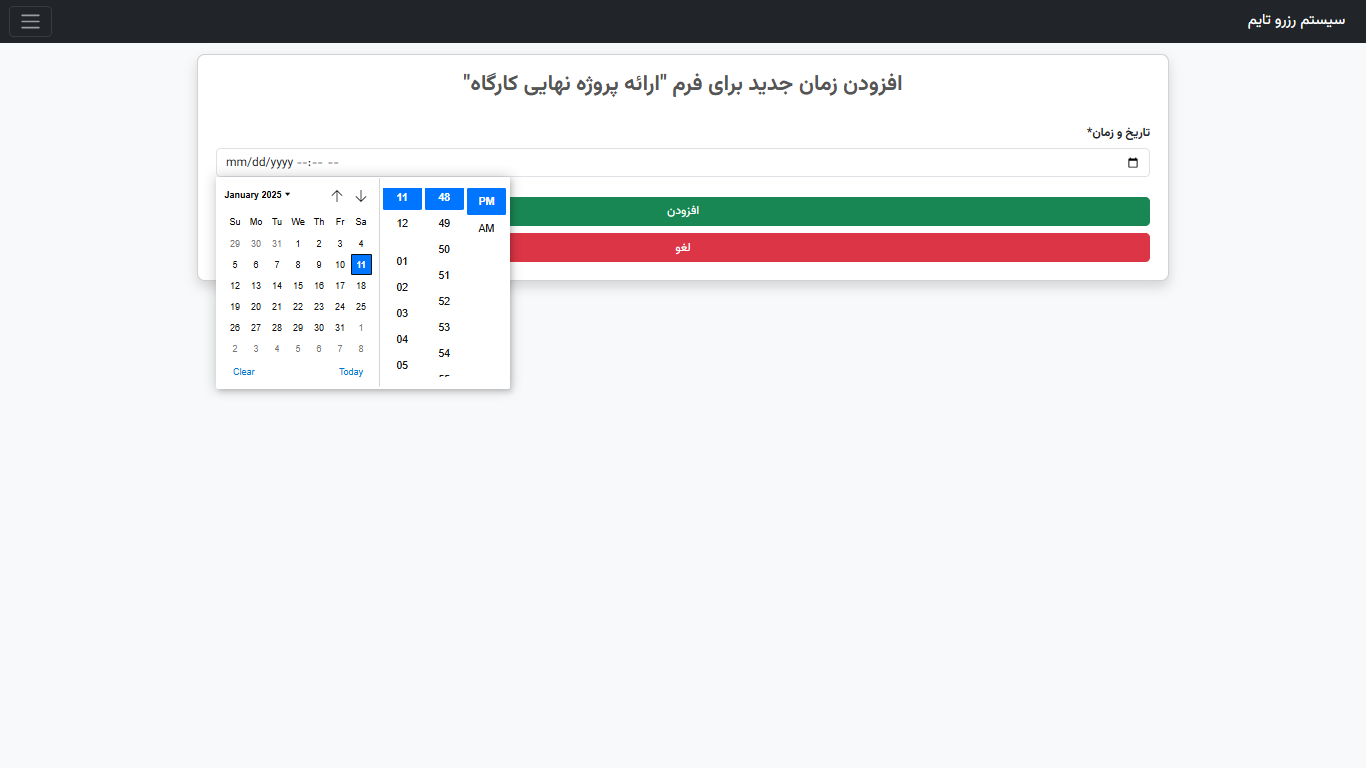 سیستم رزرو تایم
افزودن زمان جدید برای فرم "ارائه پروژه نهایی کارگاه"
تاریخ و زمان*
mm/dd/yyyy --:-- --
January 2025
Su Mo Tu We Th Fr Sa
29 30 31 1 2 3 4
5 6 7 8 9 10 11
12 13 14 15 16 17 18
19 20 21 22 23 24 25
26 27 28 29 30 31 1
2 3 4 5 6 7 8
Clear Today
11 48 PM
12 49 AM
50
01 51
02 52
03 53
04 54
05
افزودن
لغو